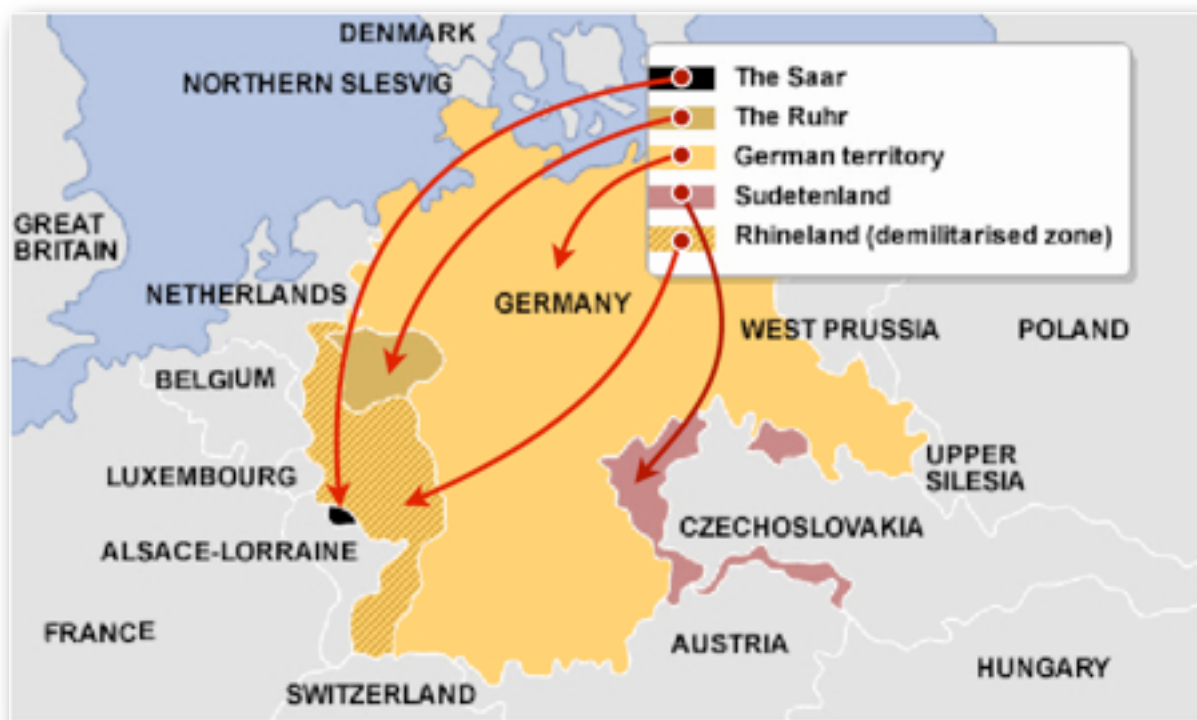 DENMARK
NORTHERN SLESVIG
The Saar
The Ruhr
German territory
Sudetenland
Rhineland (demilitarised zone)
GREAT
BRITAIN
NETHERLANDS
GERMANY
WEST PRUSSIA
POLAND
BELGIUM
LUXEMBOURG
UPPER
SILESIA
CZECHOSLOVAKIA
ALSACE-LORRAINE
FRANCE
AUSTRIA
HUNGARY
SWITZERLAND